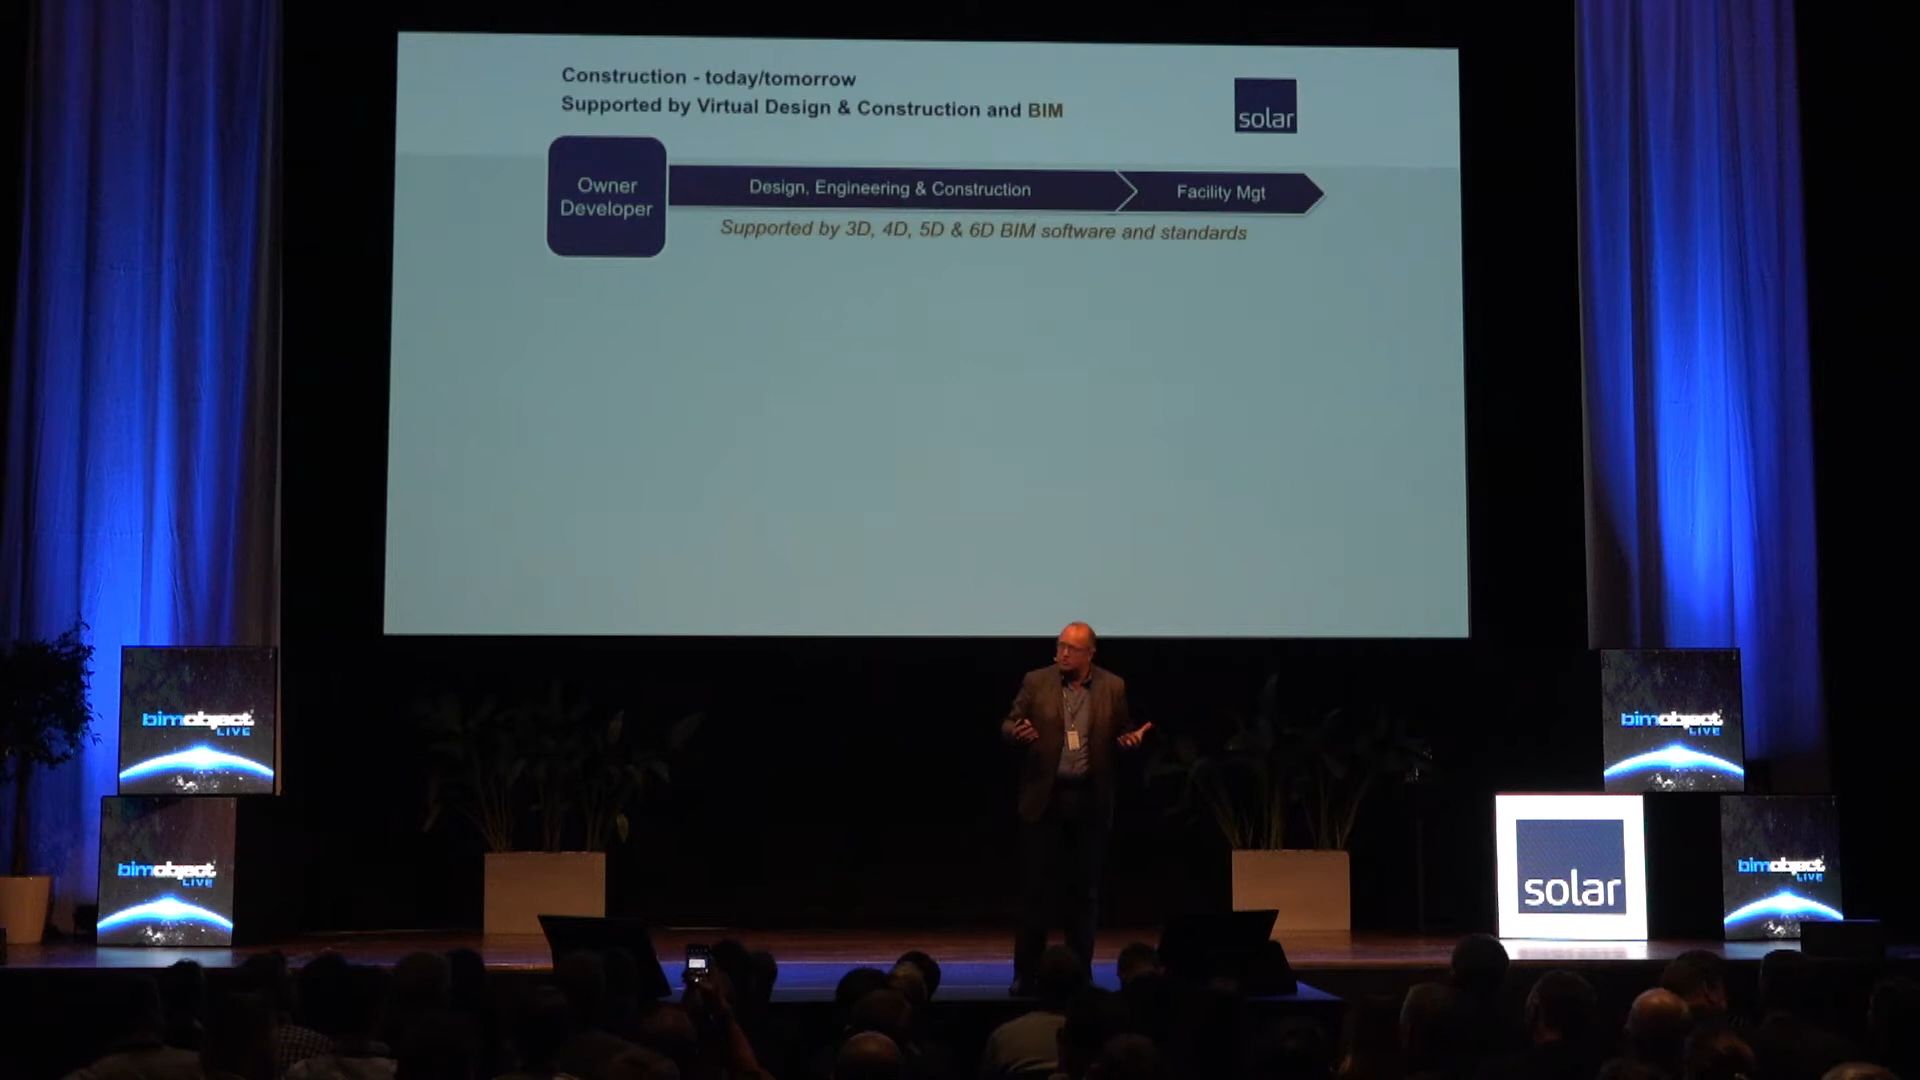 Construction - today/tomorrow
Supported by Virtual Design & Construction and BIM
solar
Owner
Developer
Design, Engineering & Construction
Facility Mgt
Supported by 3D, 4D, 5D & 6D BIM software and standards
bimobject
LIVE
bimobject
LIVE
bimobject
LIVE
solar
bimobject
LIVE